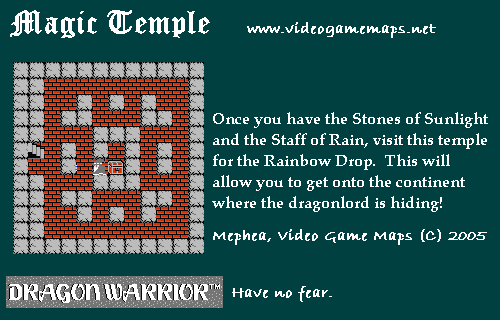 Magic Temple
www.videogamemaps.net
Once you have the Stones of Sunlight
and the Staff of Rain, visit this temple
for the Rainbow Drop.  This will
allow you to get onto the continent
where the dragonlord is hiding!
Mephea, Video Game Maps (C) 2005
DRAGON WARRIOR™
Have no fear.